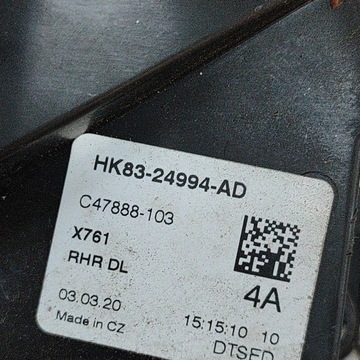 HK83-24994-AD
C47888-103
X761
RHR DL
4A
03.03.20 15:15:10 10
Made in CZ DTSED